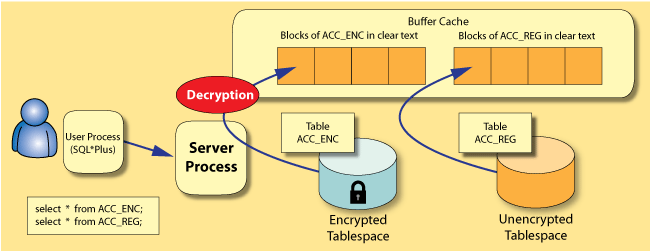 Buffer Cache
Blocks of ACC_ENC in clear text
Blocks of ACC_REG in clear text
Decryption
User Process
(SQL*Plus)
Server
Process
Table
ACC_ENC
Table
ACC_REG
select * from ACC_ENC;
select * from ACC_REG;
Encrypted
Tablespace
Unencrypted
Tablespace